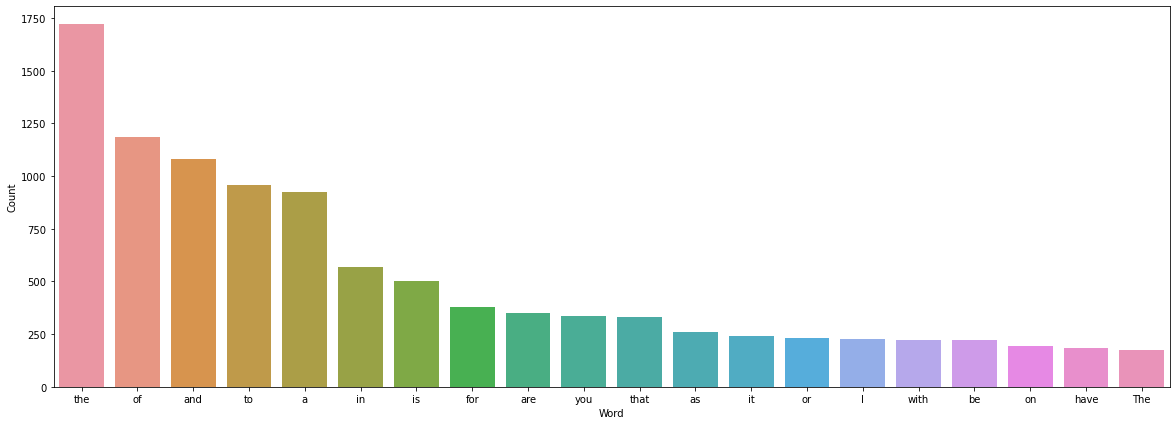 1750
1500
1250
1000
750
500
250
0
Count
the of and to a in is for are you that as it or I with be on have The
Word